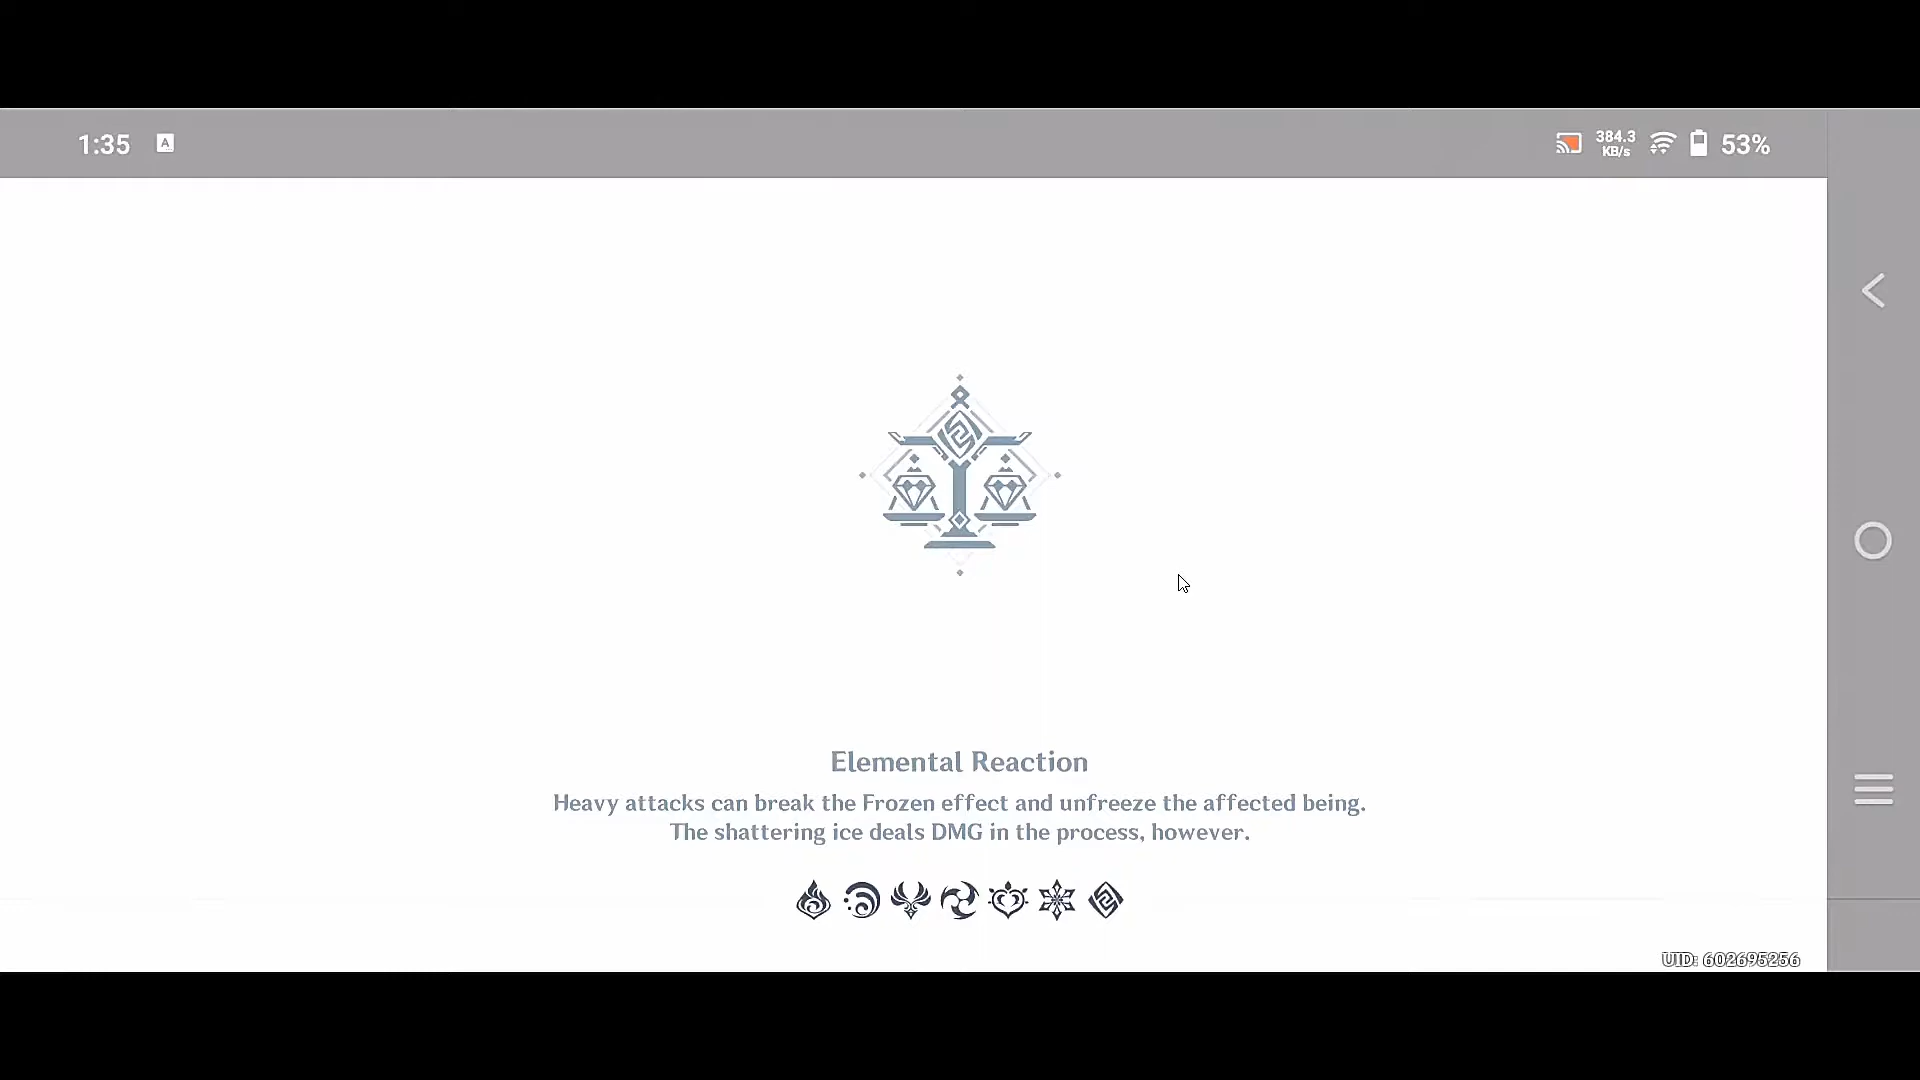 1:35
A
384.3
KB/s
53%
Elemental Reaction
Heavy attacks can break the Frozen effect and unfreeze the affected being.
The shattering ice deals DMG in the process, however.
UID: 602695256